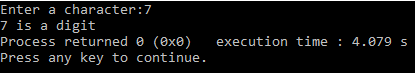 Enter a character:7
7 is a digit
Process returned 0 (0x0)   execution time : 4.079 s
Press any key to continue.